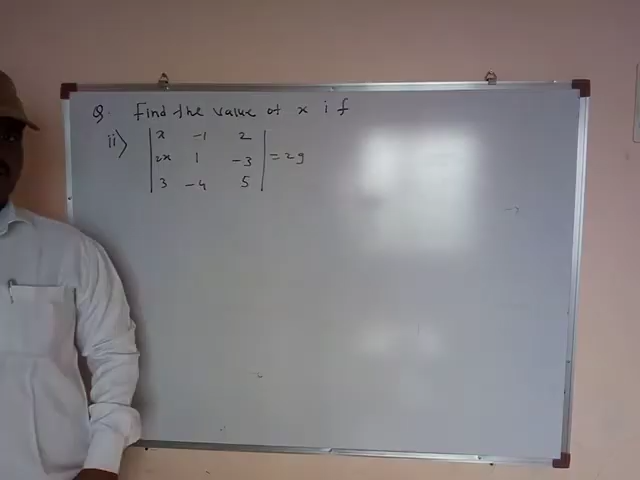 Q. Find the value of x if
ii) | x -1 2 |
| 2x 1 -3 | = 29
| 3 -4 5 |